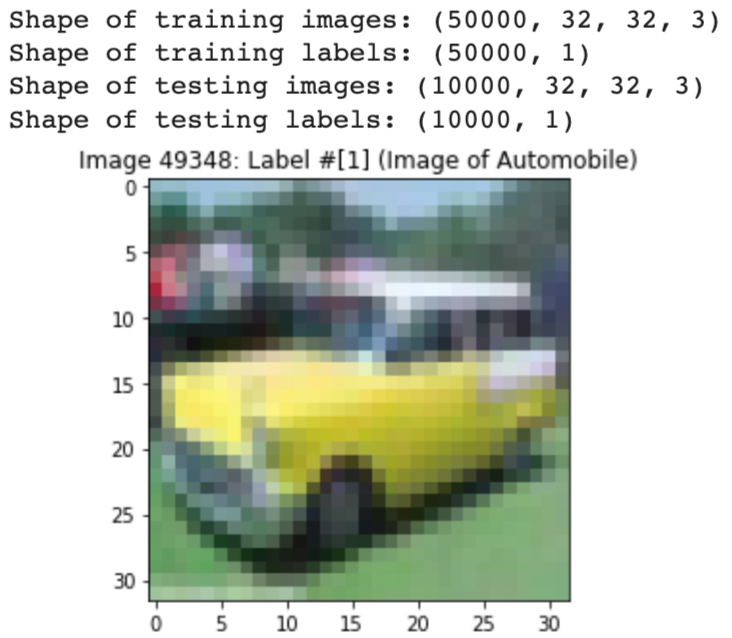 Shape of training images: (50000, 32, 32, 3)
Shape of training labels: (50000, 1)
Shape of testing images: (10000, 32, 32, 3)
Shape of testing labels: (10000, 1)
Image 49348: Label #[1] (Image of Automobile)
0
5
10
15
20
25
30
0 5 10 15 20 25 30